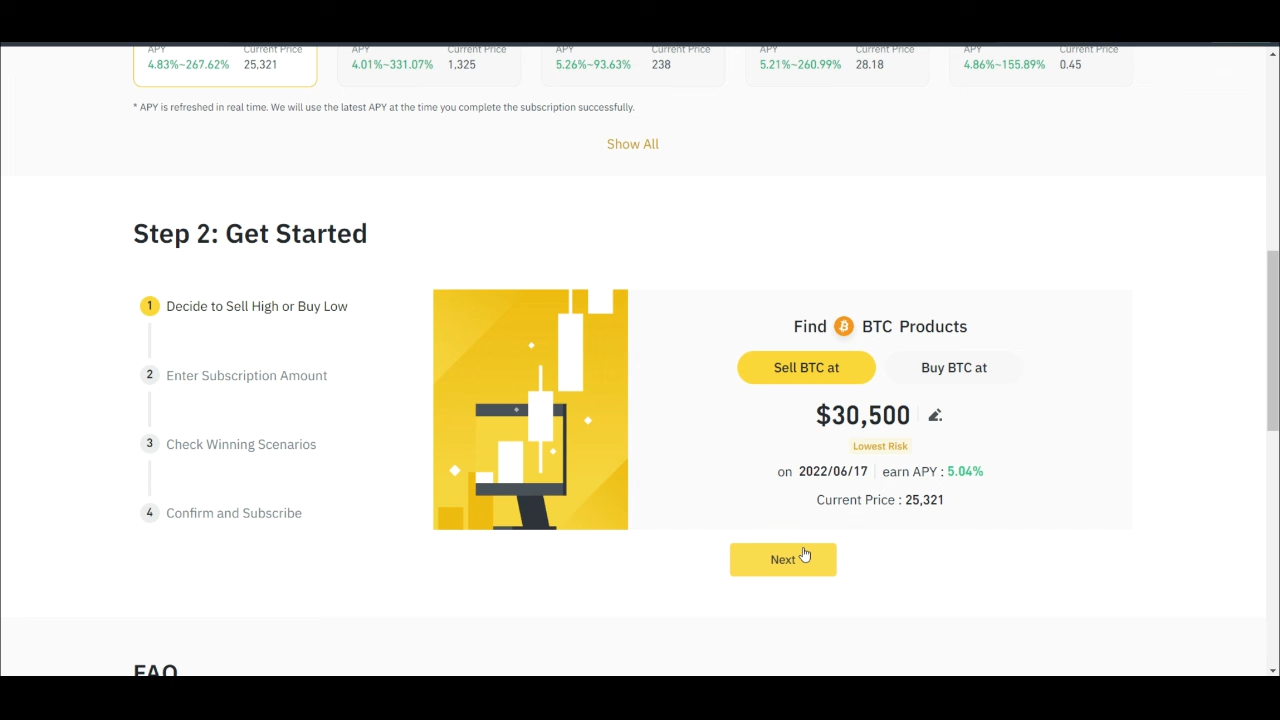 APY Current Price APY Current Price APY Current Price APY Current Price APY Current Price
4.83%~267.62% 25,321 4.01%~331.07% 1,325 5.26%~93.63% 238 5.21%~260.99% 28.18 4.86%~155.89% 0.45
* APY is refreshed in real time. We will use the latest APY at the time you complete the subscription successfully.
Show All
Step 2: Get Started
1 Decide to Sell High or Buy Low
2 Enter Subscription Amount
3 Check Winning Scenarios
4 Confirm and Subscribe
Find BTC Products
Sell BTC at Buy BTC at
$30,500
Lowest Risk
on 2022/06/17 earn APY : 5.04%
Current Price : 25,321
Next
FAQ